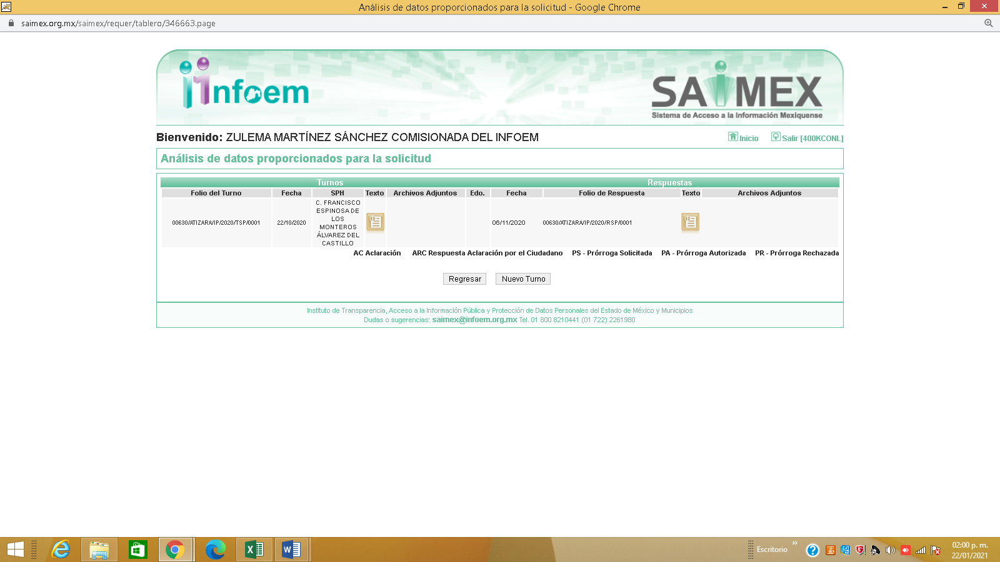 Análisis de datos proporcionados para la solicitud - Google Chrome
saimex.org.mx/saimex/requer/tablero/346663.page
infoem
SAIMEX
Sistema de Acceso a la Información Mexiquense
Bienvenido: ZULEMA MARTÍNEZ SÁNCHEZ COMISIONADA DEL INFOEM
Inicio
Salir [400KCONL]
Análisis de datos proporcionados para la solicitud
Turnos
Respuestas
Folio del Turno
Fecha
SPH
Texto
Archivos Adjuntos
Edo.
Fecha
Folio de Respuesta
Texto
Archivos Adjuntos
00630/ATIZARA/IP/2020/TSP/0001
22/10/2020
C. FRANCISCO
ESPINOSA DE
LOS
MONTEROS
ÁLVAREZ DEL
CASTILLO
06/11/2020
00630/ATIZARA/IP/2020/RSP/0001
AC Aclaración
ARC Respuesta Aclaración por el Ciudadano
PS - Prórroga Solicitada
PA - Prórroga Autorizada
PR - Prórroga Rechazada
Regresar
Nuevo Turno
Instituto de Transparencia, Acceso a la Información Pública y Protección de Datos Personales del Estado de México y Municipios
Dudas o sugerencias: saimex@infoem.org.mx Tel. 01 800 8210441 (01 722) 2261980
Escritorio
02:00 p. m.
22/01/2021